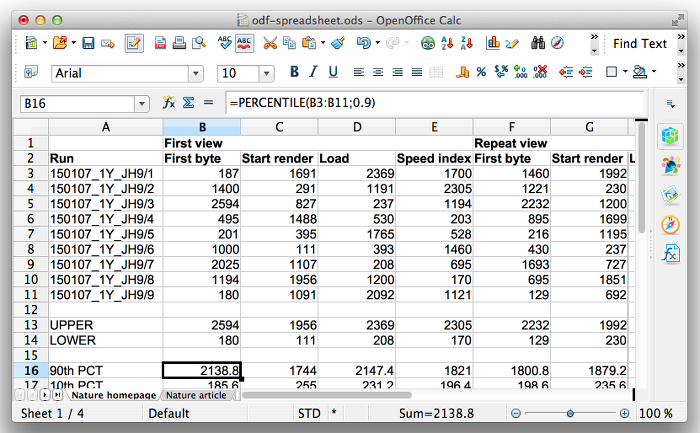 odf-spreadsheet.ods – OpenOffice Calc
Find Text
Arial 10 B I U
B16 =PERCENTILE(B3:B11;0.9)
A B C D E F G
1 First view Repeat view
2 Run First byte Start render Load Speed index First byte Start render L
3 150107_1Y_JH9/1 187 1691 2369 1700 1460 1992
4 150107_1Y_JH9/2 1400 291 1191 2305 1221 230
5 150107_1Y_JH9/3 2594 827 237 1194 2232 1200
6 150107_1Y_JH9/4 495 1488 530 203 895 1699
7 150107_1Y_JH9/5 201 395 1765 528 216 1195
8 150107_1Y_JH9/6 1000 111 393 1460 430 237
9 150107_1Y_JH9/7 2025 1107 208 695 1693 727
10 150107_1Y_JH9/8 1194 1956 1200 170 695 1851
11 150107_1Y_JH9/9 180 1091 2092 1121 129 692
12
13 UPPER 2594 1956 2369 2305 2232 1992
14 LOWER 180 111 208 170 129 230
15
16 90th PCT 2138.8 1744 2147.4 1821 1800.8 1879.2
17 10th PCT 185.6 255 231.2 196.4 198.6 235.6
Nature homepage Nature article
Sheet 1 / 4 Default STD * Sum=2138.8 100 %